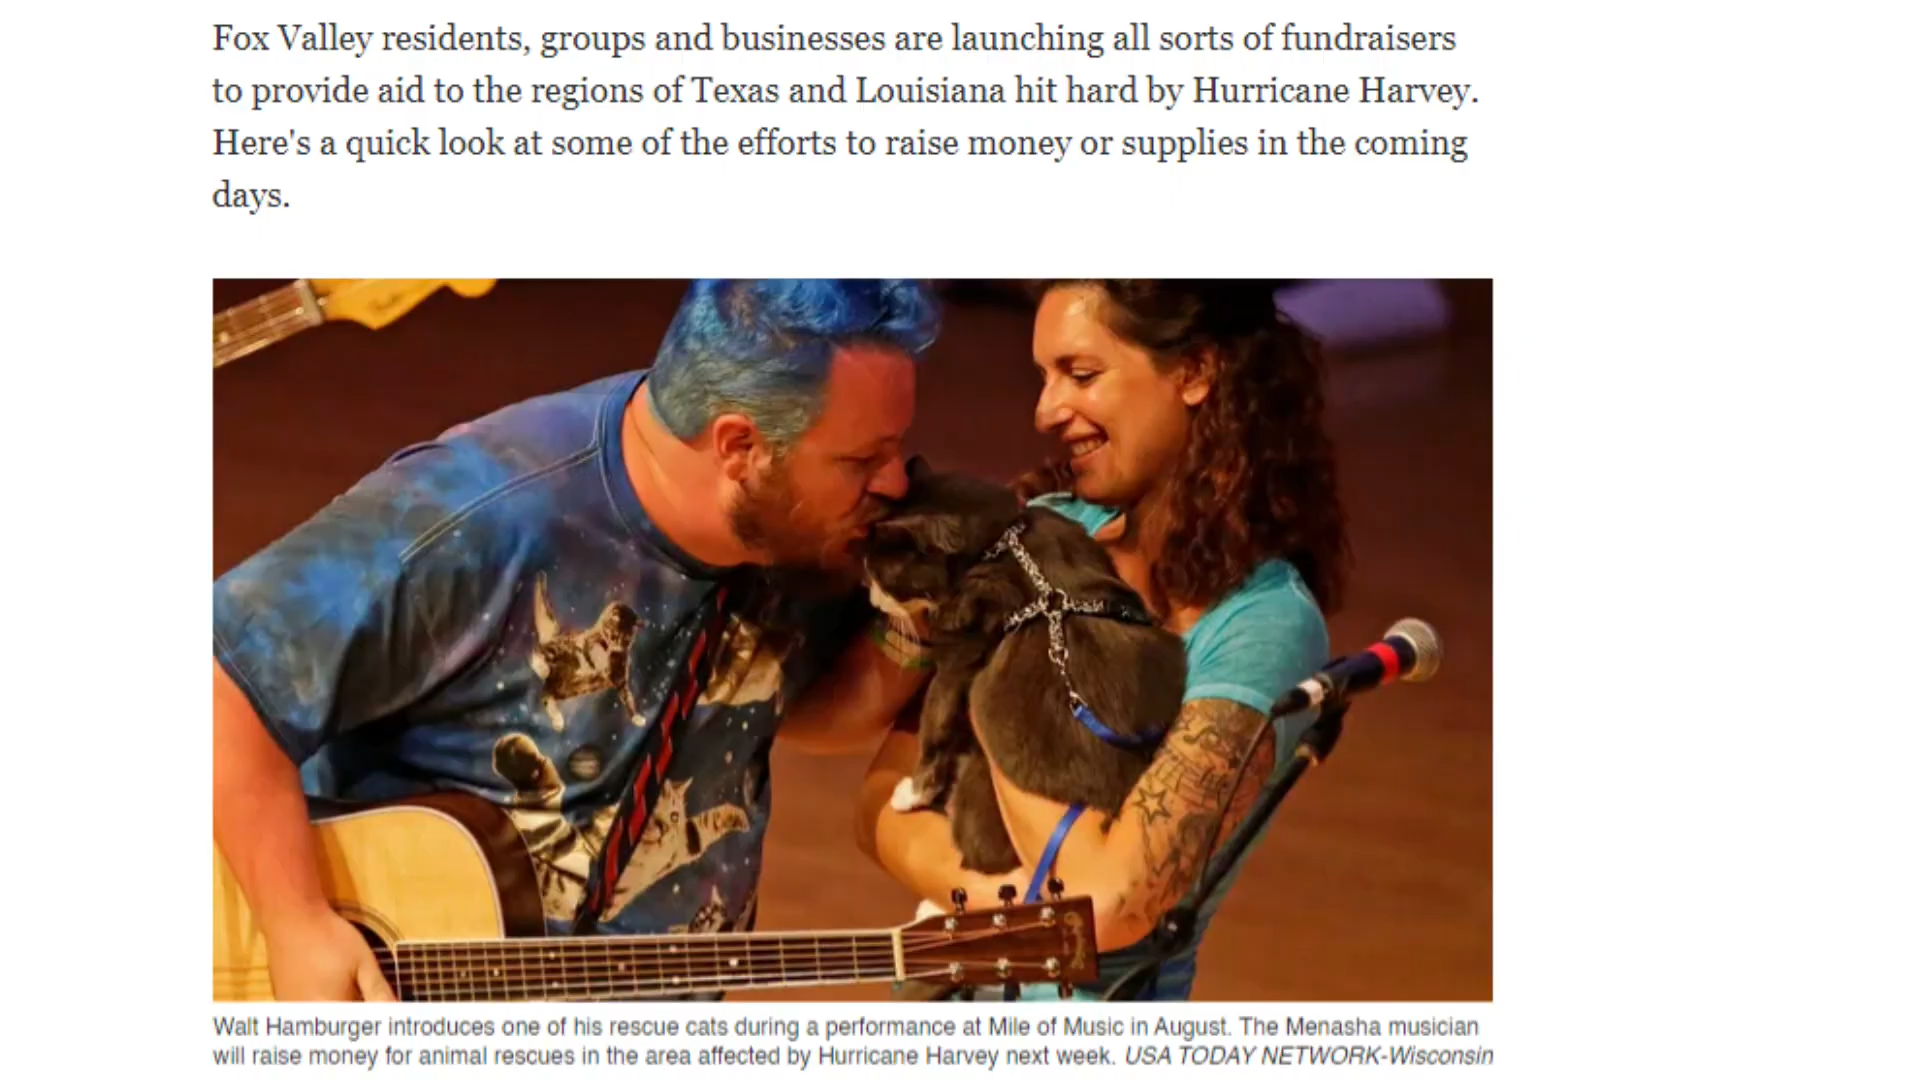 Fox Valley residents, groups and businesses are launching all sorts of fundraisers
to provide aid to the regions of Texas and Louisiana hit hard by Hurricane Harvey.
Here's a quick look at some of the efforts to raise money or supplies in the coming
days.
Walt Hamburger introduces one of his rescue cats during a performance at Mile of Music in August. The Menasha musician
will raise money for animal rescues in the area affected by Hurricane Harvey next week. USA TODAY NETWORK-Wisconsin